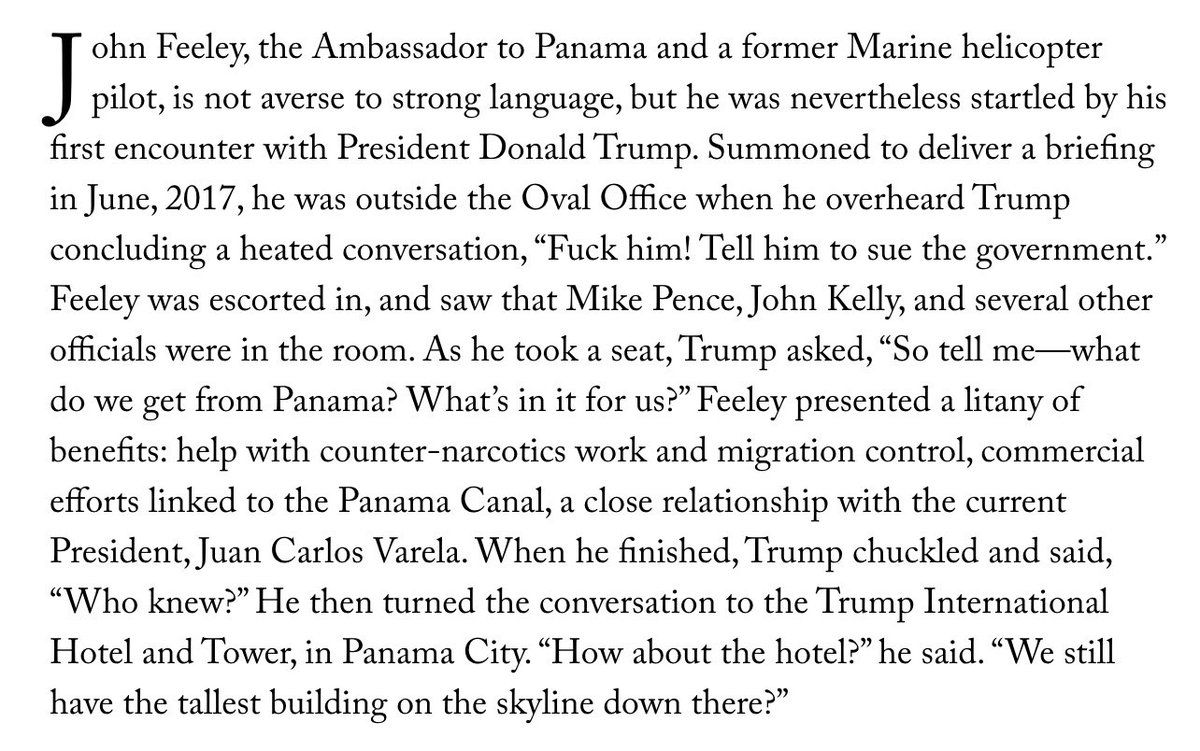 John Feeley, the Ambassador to Panama and a former Marine helicopter
pilot, is not averse to strong language, but he was nevertheless startled by his
first encounter with President Donald Trump. Summoned to deliver a briefing
in June, 2017, he was outside the Oval Office when he overheard Trump
concluding a heated conversation, “Fuck him! Tell him to sue the government.”
Feeley was escorted in, and saw that Mike Pence, John Kelly, and several other
officials were in the room. As he took a seat, Trump asked, “So tell me—what
do we get from Panama? What’s in it for us?” Feeley presented a litany of
benefits: help with counter-narcotics work and migration control, commercial
efforts linked to the Panama Canal, a close relationship with the current
President, Juan Carlos Varela. When he finished, Trump chuckled and said,
“Who knew?” He then turned the conversation to the Trump International
Hotel and Tower, in Panama City. “How about the hotel?” he said. “We still
have the tallest building on the skyline down there?”